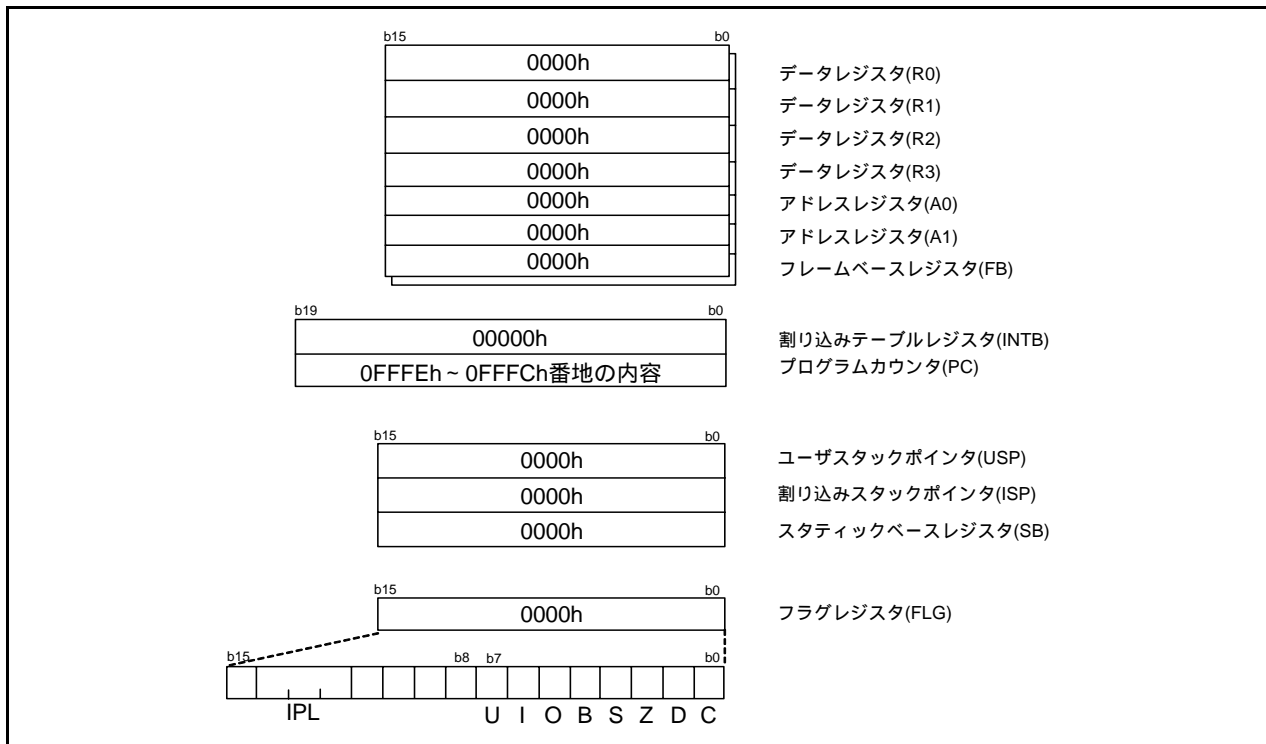 b15 b0
0000h データレジスタ(R0)
0000h データレジスタ(R1)
0000h データレジスタ(R2)
0000h データレジスタ(R3)
0000h アドレスレジスタ(A0)
0000h アドレスレジスタ(A1)
0000h フレームベースレジスタ(FB)
b19 b0
00000h 割り込みテーブルレジスタ(INTB)
0FFFEh ~ 0FFFCh番地の内容 プログラムカウンタ(PC)
b15 b0
0000h ユーザスタックポインタ(USP)
0000h 割り込みスタックポインタ(ISP)
0000h スタティックベースレジスタ(SB)
b15 b0
0000h フラグレジスタ(FLG)
b15 b8 b7 b0
IPL U I O B S Z D C